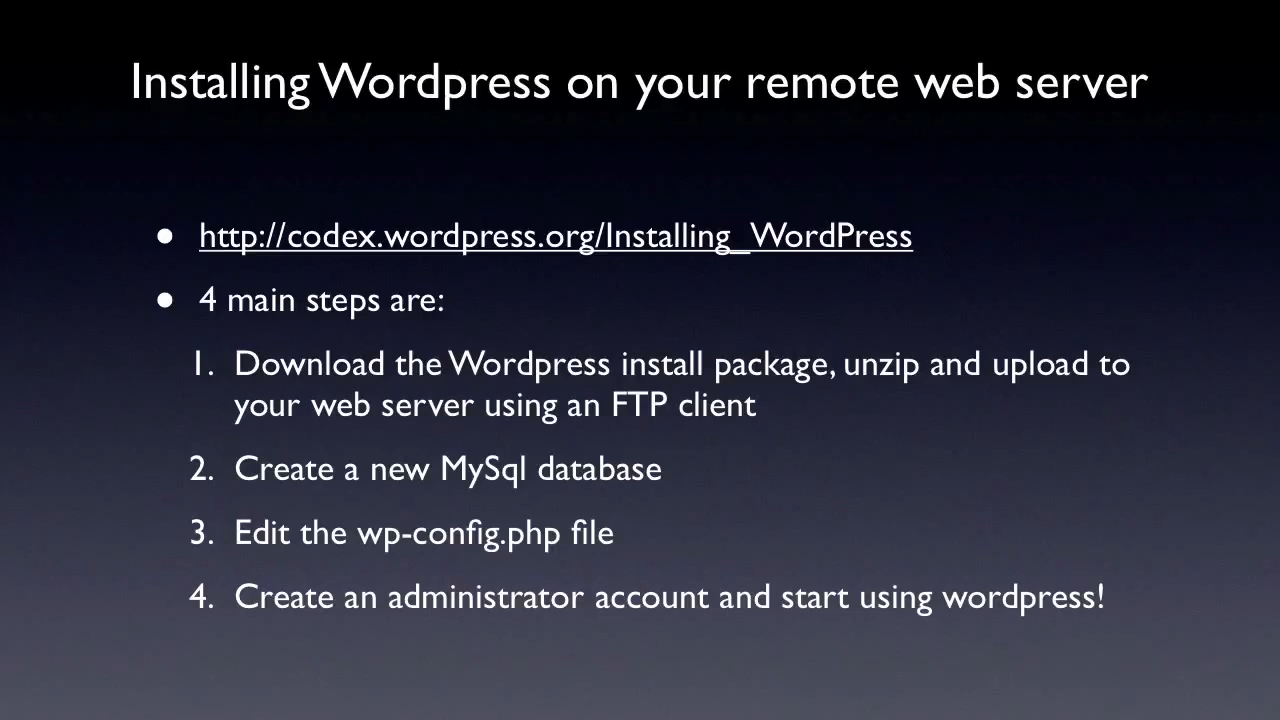 Installing Wordpress on your remote web server
• http://codex.wordpress.org/Installing_WordPress
• 4 main steps are:
1. Download the Wordpress install package, unzip and upload to
your web server using an FTP client
2. Create a new MySql database
3. Edit the wp-config.php file
4. Create an administrator account and start using wordpress!